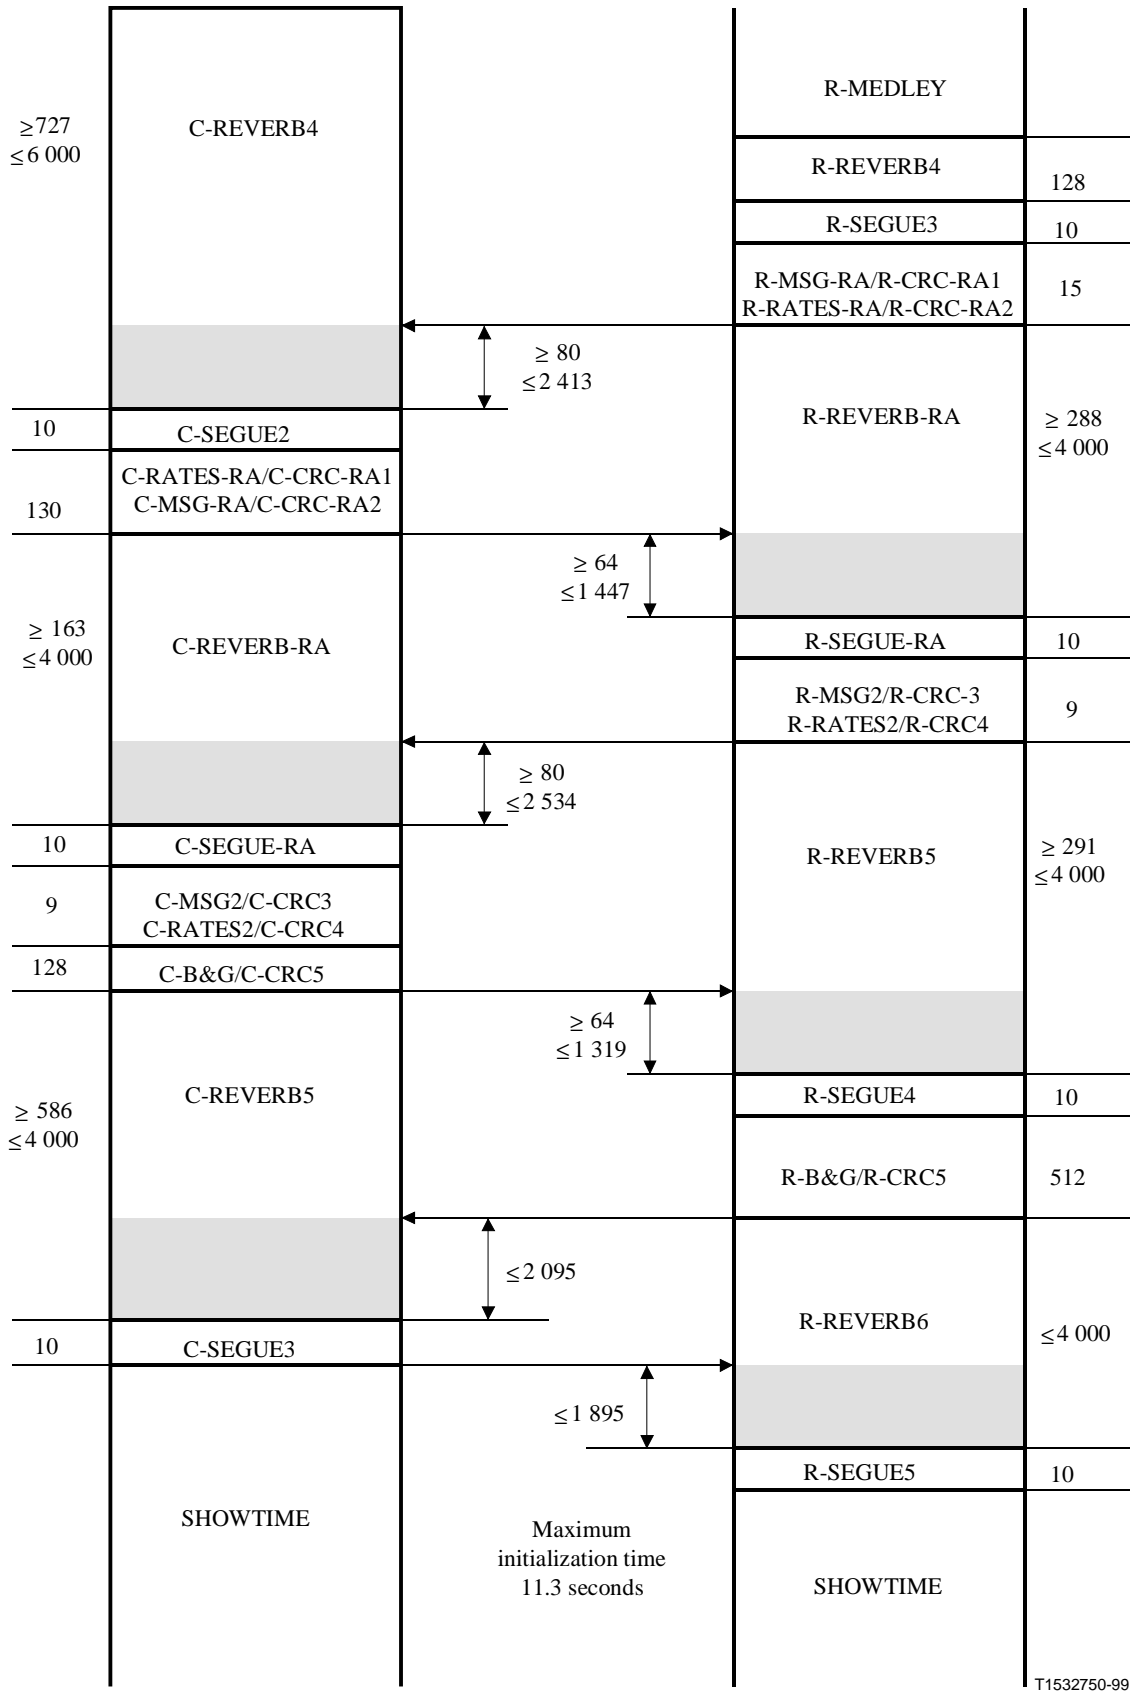 R-MEDLEY
≥727
≤6 000
C-REVERB4
R-REVERB4
128
R-SEGUE3
10
R-MSG-RA/R-CRC-RA1
R-RATES-RA/R-CRC-RA2
15
≥ 80
≤2 413
R-REVERB-RA
≥ 288
≤4 000
10
C-SEGUE2
C-RATES-RA/C-CRC-RA1
C-MSG-RA/C-CRC-RA2
130
≥ 64
≤1 447
≥ 163
≤4 000
C-REVERB-RA
R-SEGUE-RA
10
R-MSG2/R-CRC-3
R-RATES2/R-CRC4
9
≥ 80
≤2 534
10
C-SEGUE-RA
R-REVERB5
≥ 291
≤4 000
9
C-MSG2/C-CRC3
C-RATES2/C-CRC4
128
C-B&G/C-CRC5
≥ 64
≤1 319
≥ 586
≤4 000
C-REVERB5
R-SEGUE4
10
R-B&G/R-CRC5
512
≤2 095
R-REVERB6
≤4 000
10
C-SEGUE3
≤1 895
R-SEGUE5
10
SHOWTIME
Maximum
initialization time
11.3 seconds
SHOWTIME
T1532750-99